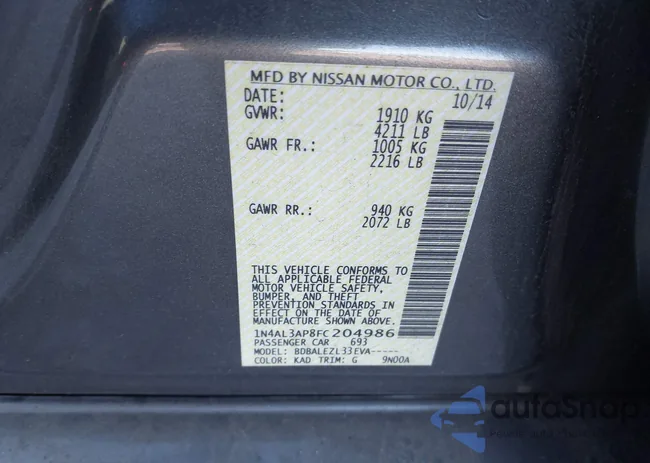 MFD BY NISSAN MOTOR CO., LTD.
DATE: 10/14
GVWR: 1910 KG
4211 LB
GAWR FR.: 1005 KG
2216 LB
GAWR RR.: 940 KG
2072 LB
THIS VEHICLE CONFORMS TO
ALL APPLICABLE FEDERAL
MOTOR VEHICLE SAFETY,
BUMPER, AND THEFT
PREVENTION STANDARDS IN
EFFECT ON THE DATE OF
MANUFACTURE SHOWN ABOVE.
1N4AL3AP8FC204986
PASSENGER CAR 693
MODEL: BDBALEZL33EVA-----
COLOR: KAD TRIM: G 9N00A
autoSnap